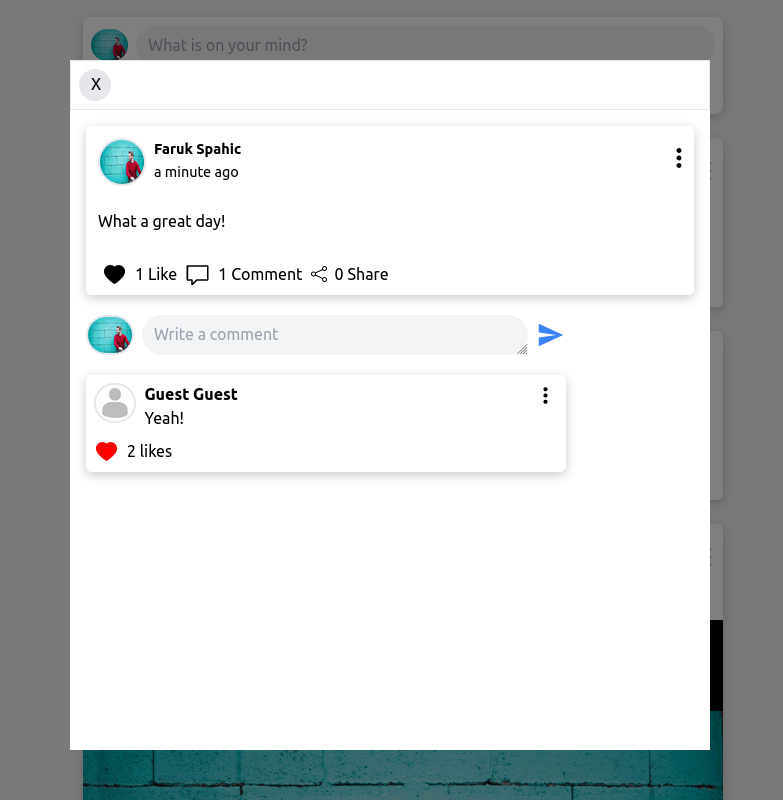 What is on your mind?
X
Faruk Spahic
a minute ago
What a great day!
1 Like 1 Comment 0 Share
Write a comment
Guest Guest
Yeah!
2 likes